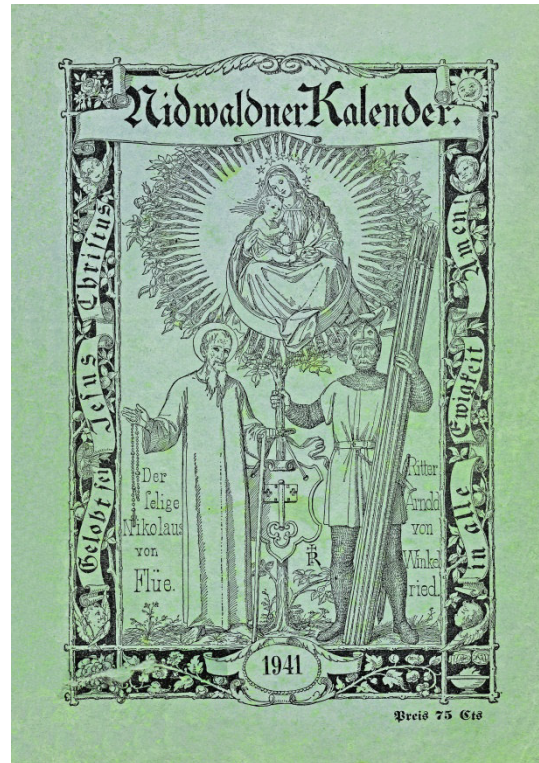 Nidwaldner Kalender.
Gelobt sei Jesus Christus
in alle Ewigkeit Amen
Der
selige
Nikolaus
von
Flüe.
Ritter
Arnold
von
Winkel
ried.
1941
Preis 75 Cts